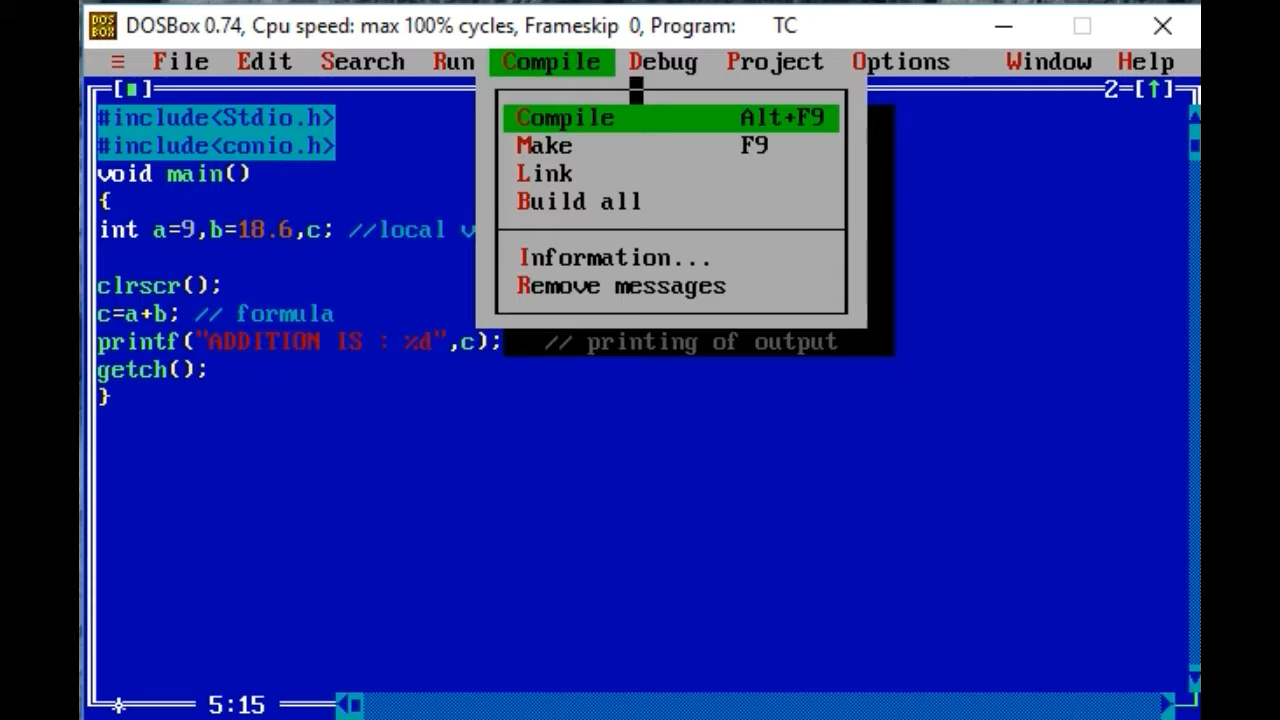 DOSBox 0.74, Cpu speed: max 100% cycles, Frameskip 0, Program: TC
≡ File Edit Search Run Compile Debug Project Options Window Help
2=[↑]
Compile Alt+F9
Make F9
Link
Build all
Information...
Remove messages
#include<Stdio.h>
#include<conio.h>
void main()
{
int a=9,b=18.6,c; //local v
clrscr();
c=a+b; // formula
printf("ADDITION IS : %d",c); // printing of output
getch();
}
5:15